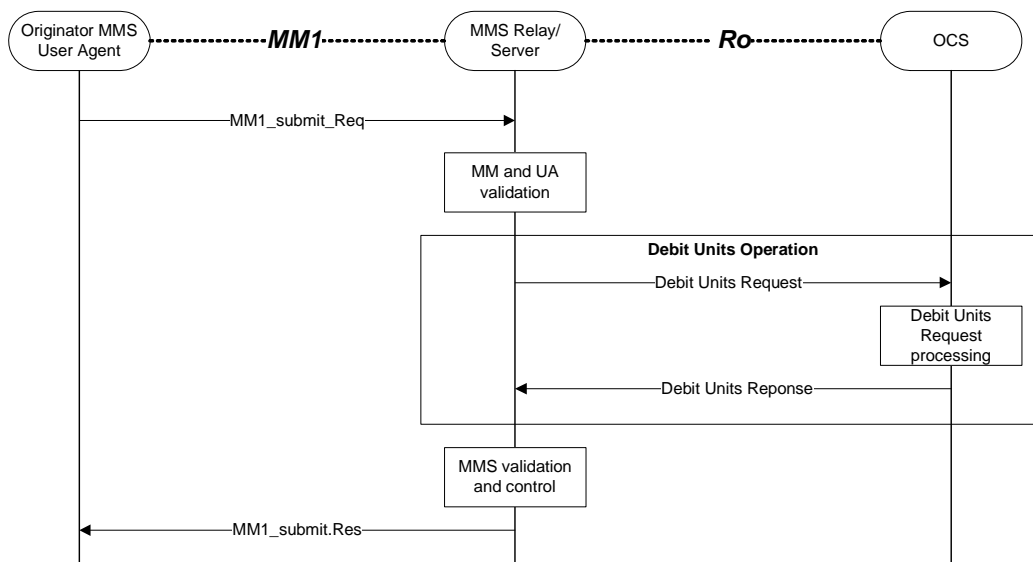 Originator MMS
User Agent
MM1
MMS Relay/
Server
Ro
OCS
MM1_submit_Req
MM and UA
validation
Debit Units Operation
Debit Units Request
Debit Units
Request
processing
Debit Units Reponse
MMS validation
and control
MM1_submit.Res